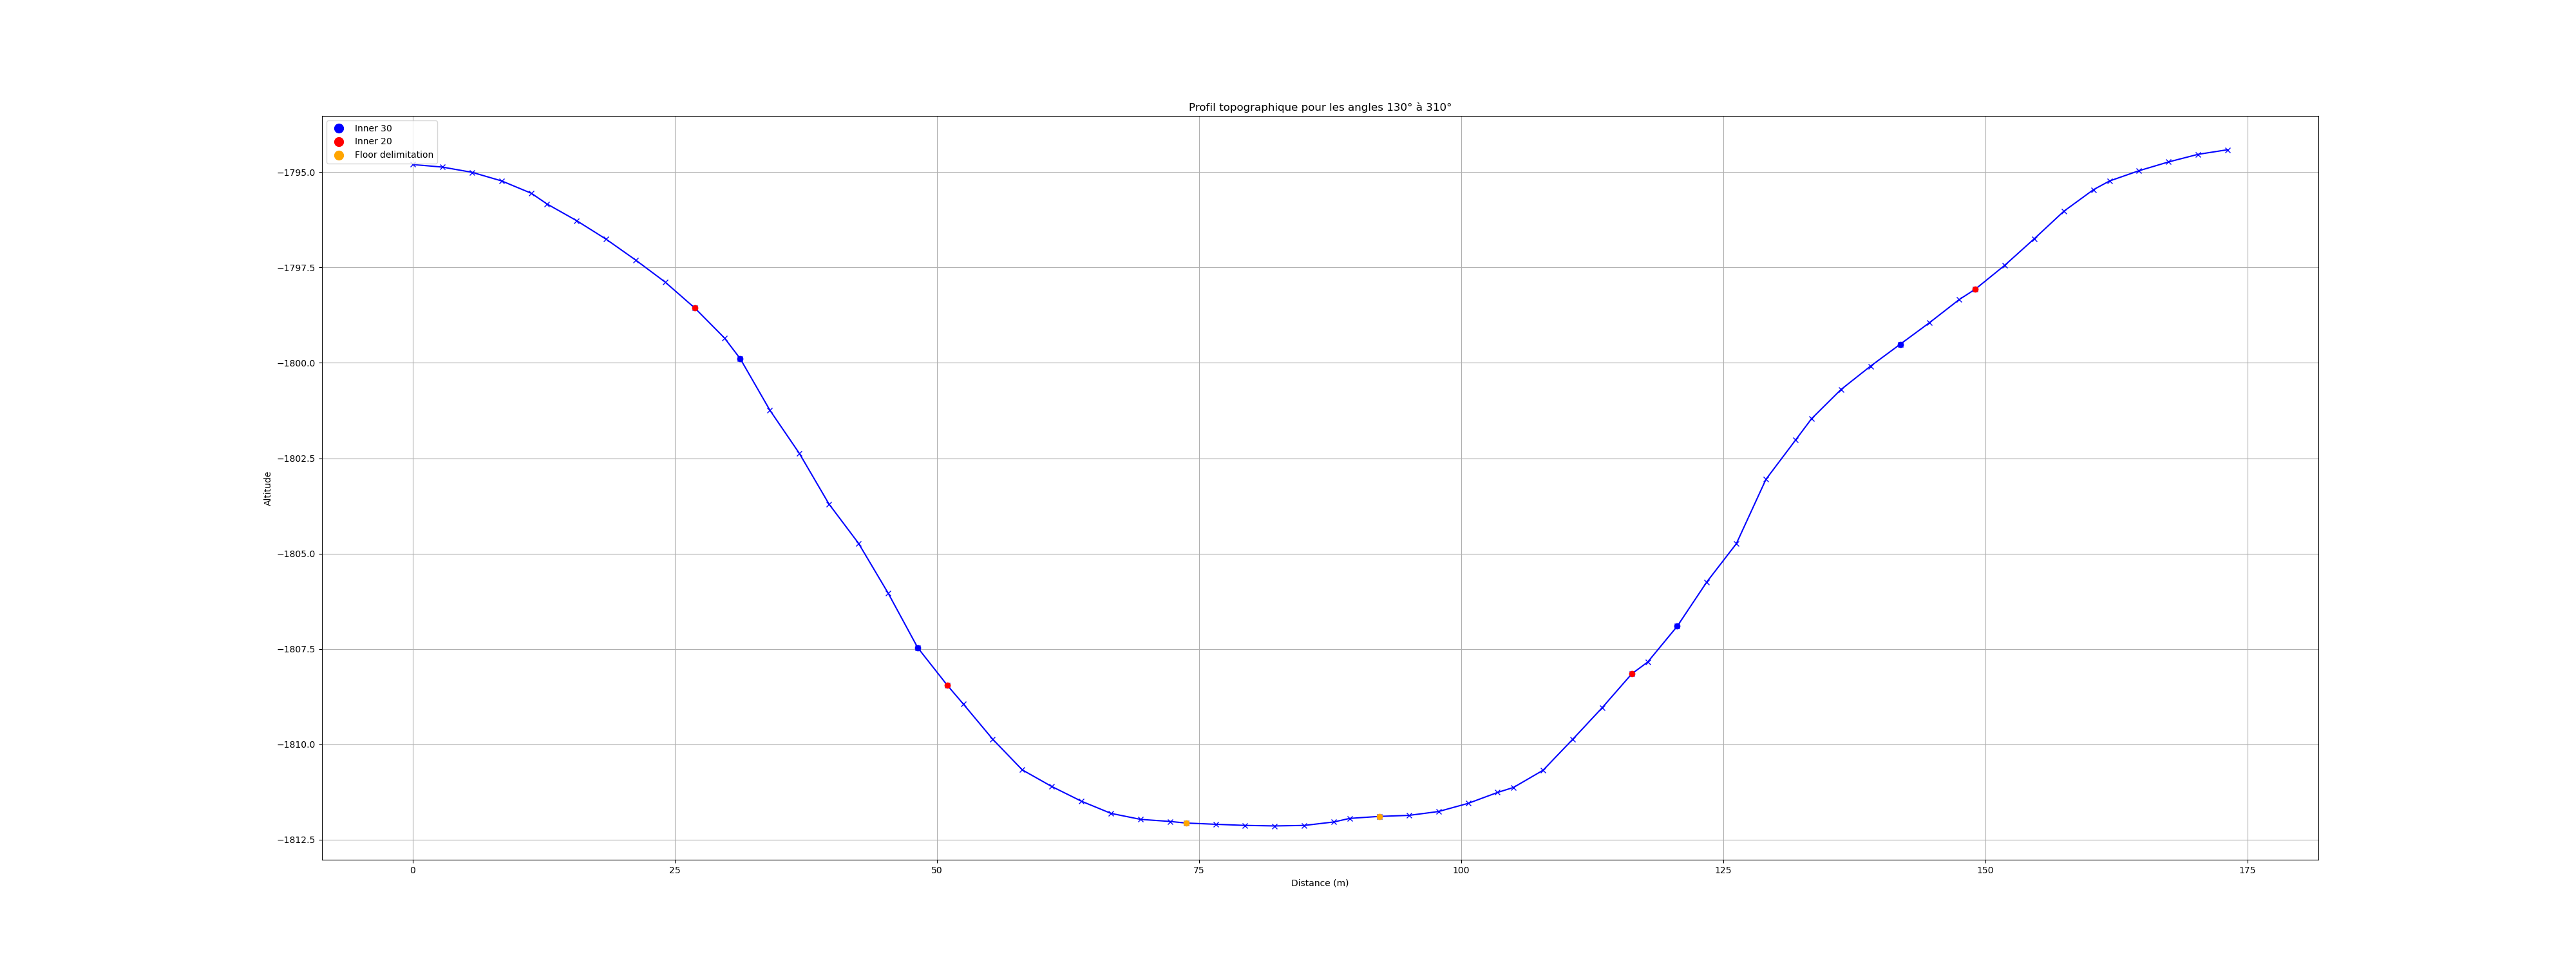 Profil topographique pour les angles 130° à 310°
Inner 30
Inner 20
Floor delimitation
−1795.0
−1797.5
−1800.0
−1802.5
−1805.0
−1807.5
−1810.0
−1812.5
Altitude
0 25 50 75 100 125 150 175
Distance (m)